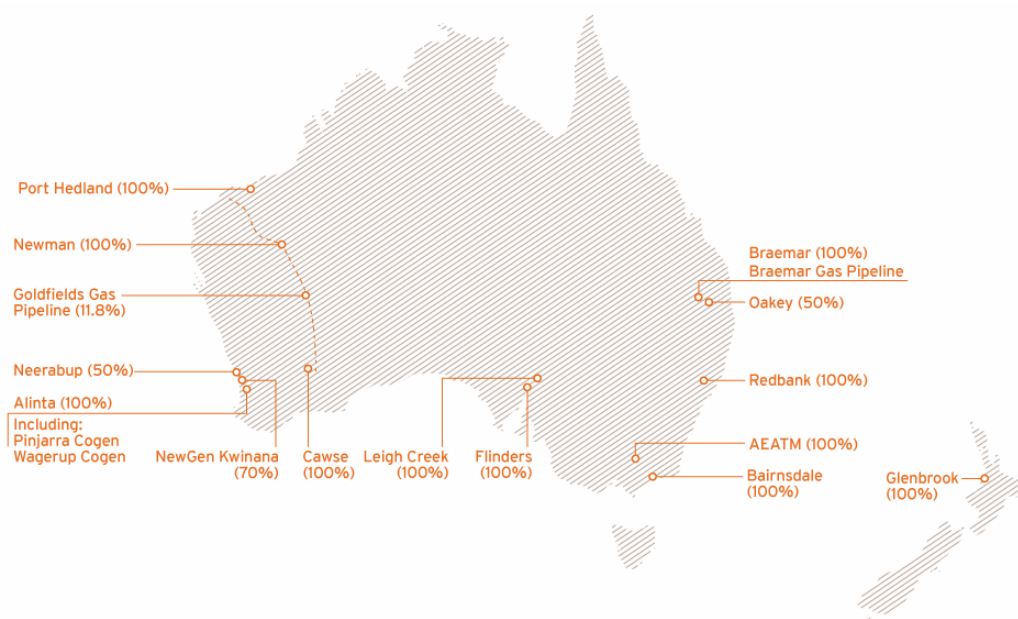 Port Hedland (100%)
Newman (100%)
Goldfields Gas
Pipeline (11.8%)
Neerabup (50%)
Alinta (100%)
Including:
Pinjarra Cogen
Wagerup Cogen
NewGen Kwinana
(70%)
Cawse
(100%)
Leigh Creek
(100%)
Flinders
(100%)
Braemar (100%)
Braemar Gas Pipeline
Oakey (50%)
Redbank (100%)
AEATM (100%)
Bairnsdale
(100%)
Glenbrook
(100%)